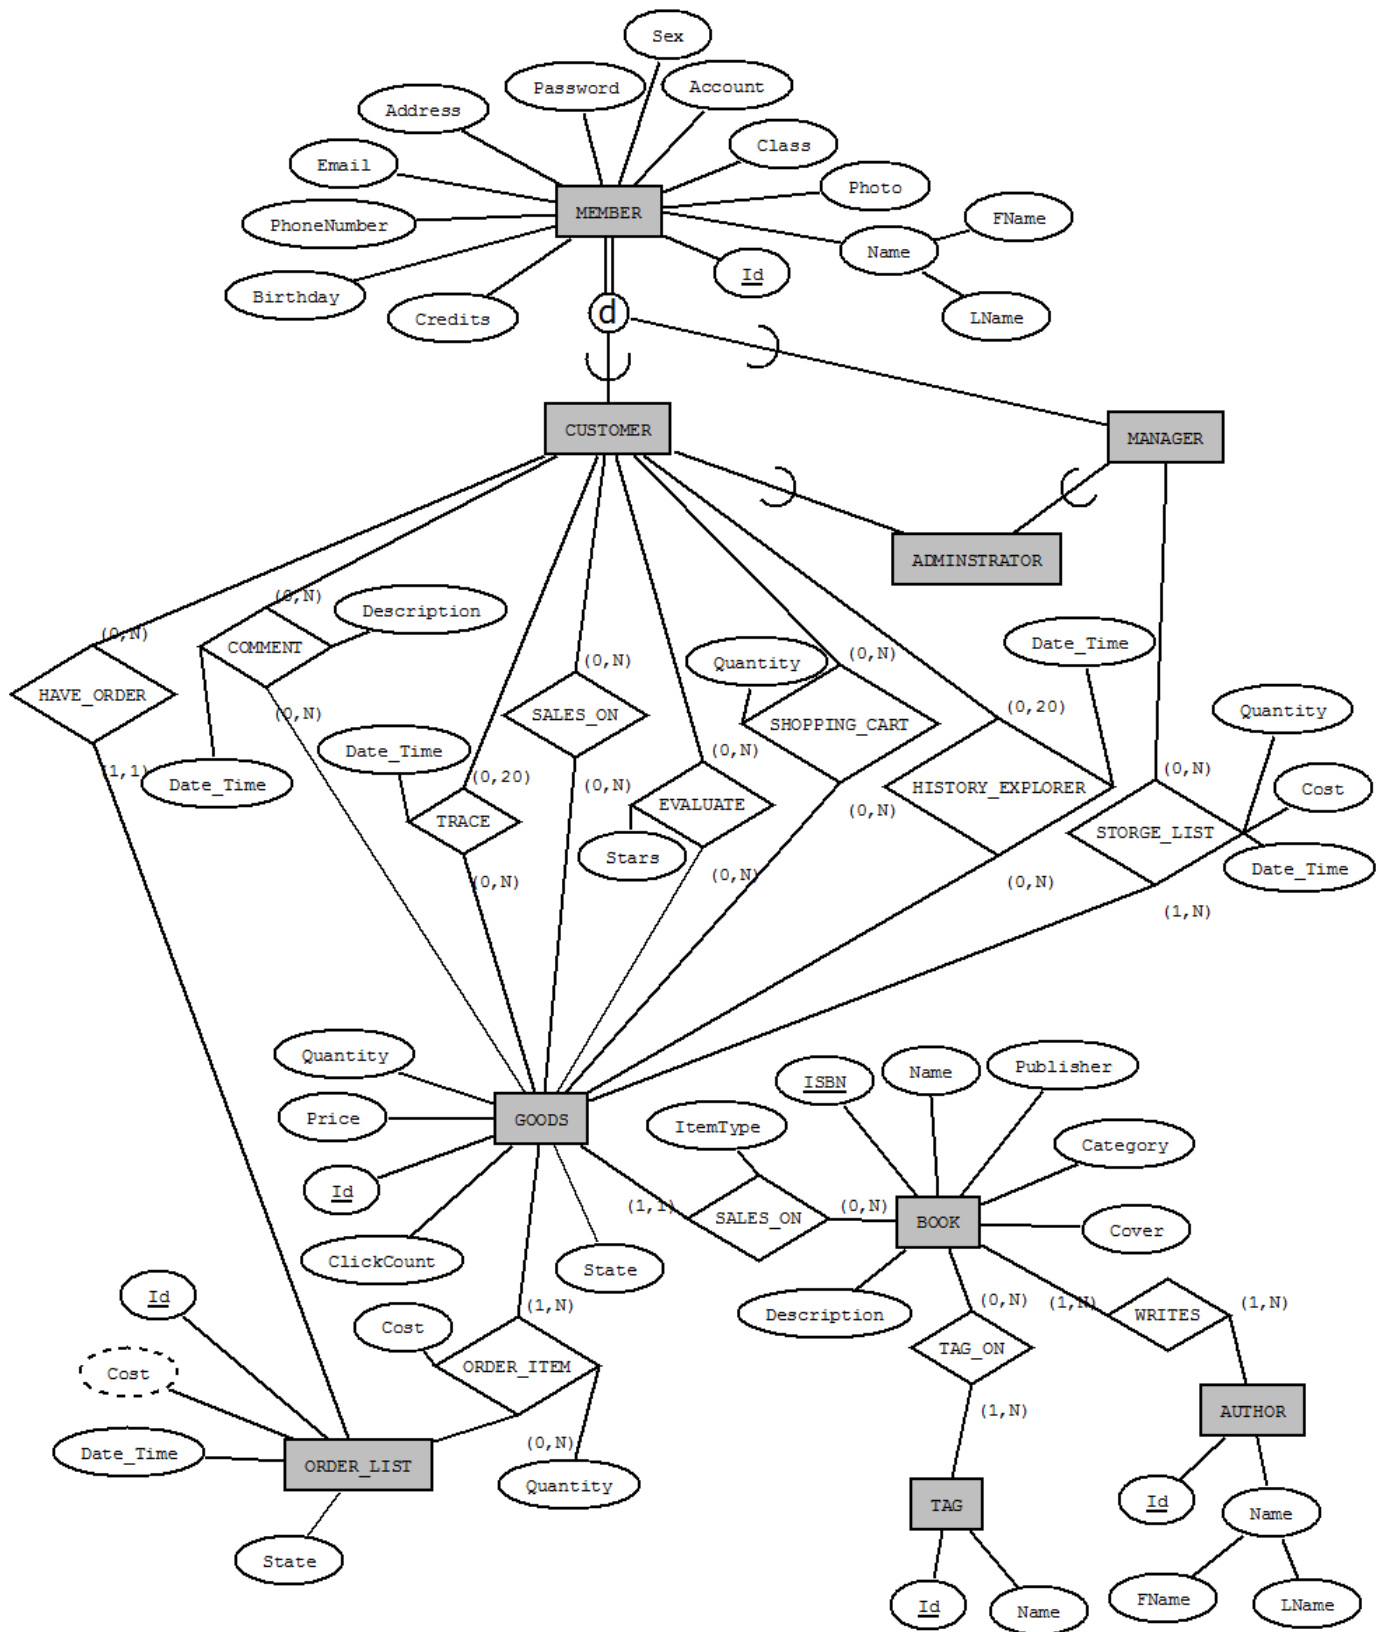 Sex
Password
Account
Address
Class
Email
Photo
MEMBER
FName
PhoneNumber
Name
Id
Birthday
Credits
LName
d
CUSTOMER
MANAGER
ADMINSTRATOR
(0,N)
Description
(0,N)
COMMENT
Date_Time
(0,N)
(0,N)
Quantity
HAVE_ORDER
(0,N)
SALES_ON
SHOPPING_CART
(0,20)
Quantity
Date_Time
(0,N)
(1,1)
Date_Time
(0,20)
(0,N)
(0,N)
HISTORY_EXPLORER
Cost
EVALUATE
(0,N)
TRACE
STORGE_LIST
Stars
Date_Time
(0,N)
(0,N)
(0,N)
(1,N)
Quantity
Name
Publisher
ISBN
Price
GOODS
ItemType
Category
Id
(1,1)
SALES_ON
(0,N)
BOOK
Cover
ClickCount
State
Id
(1,N)
Cost
Description
(0,N)
(1,N)
WRITES
(1,N)
Cost
ORDER_ITEM
TAG_ON
(1,N)
AUTHOR
Date_Time
(0,N)
ORDER_LIST
Quantity
TAG
Id
Name
State
Id
Name
FName
LName